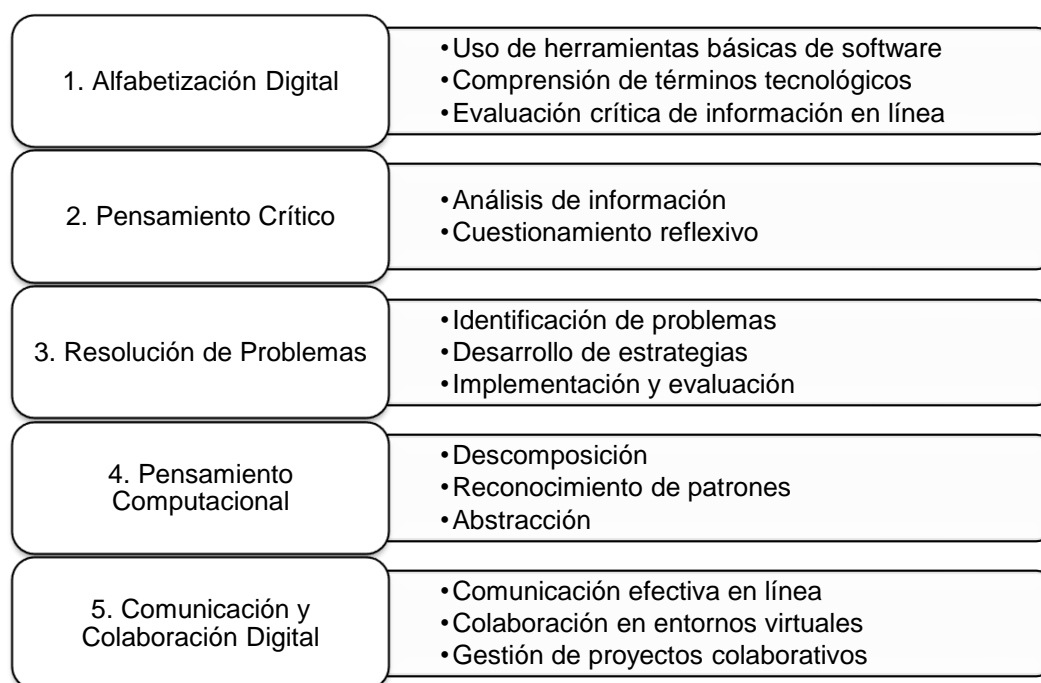 1. Alfabetización Digital
•Uso de herramientas básicas de software
•Comprensión de términos tecnológicos
•Evaluación crítica de información en línea
2. Pensamiento Crítico
•Análisis de información
•Cuestionamiento reflexivo
3. Resolución de Problemas
•Identificación de problemas
•Desarrollo de estrategias
•Implementación y evaluación
4. Pensamiento
Computacional
•Descomposición
•Reconocimiento de patrones
•Abstracción
5. Comunicación y
Colaboración Digital
•Comunicación efectiva en línea
•Colaboración en entornos virtuales
•Gestión de proyectos colaborativos